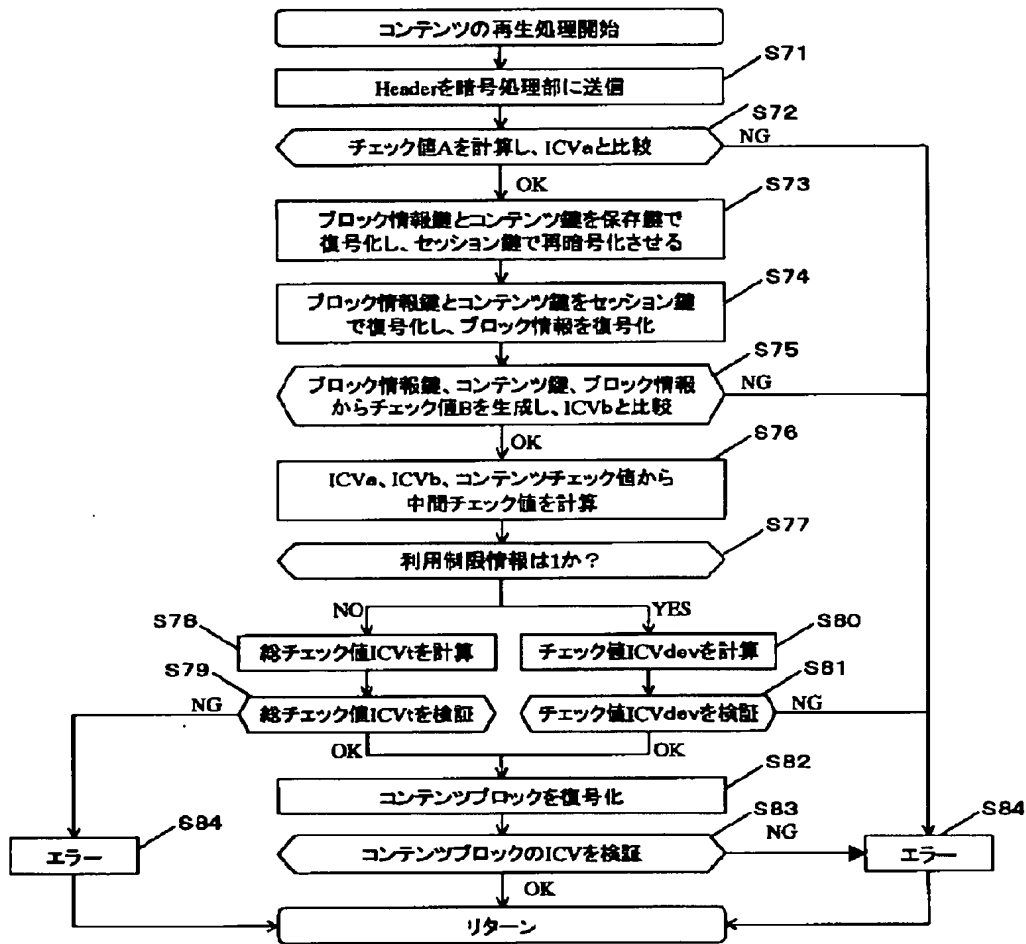 コンテンツの再生処理開始
S71
Headerを暗号処理部に送信
S72
チェック値Aを計算し、ICVaと比較
NG
OK
S73
ブロック情報鍵とコンテンツ鍵を保存鍵で
復号化し、セッション鍵で再暗号化させる
S74
ブロック情報鍵とコンテンツ鍵をセッション鍵
で復号化し、ブロック情報を復号化
S75
ブロック情報鍵、コンテンツ鍵、ブロック情報
からチェック値Bを生成し、ICVbと比較
NG
OK
S76
ICVa、ICVb、コンテンツチェック値から
中間チェック値を計算
S77
利用制限情報は1か?
NO
YES
S78
総チェック値ICVtを計算
S80
チェック値ICVdevを計算
S79
NG
総チェック値ICVtを検証
S81
チェック値ICVdevを検証
NG
OK
OK
S82
コンテンツブロックを復号化
S83
コンテンツブロックのICVを検証
NG
S84
エラー
S84
エラー
OK
リターン